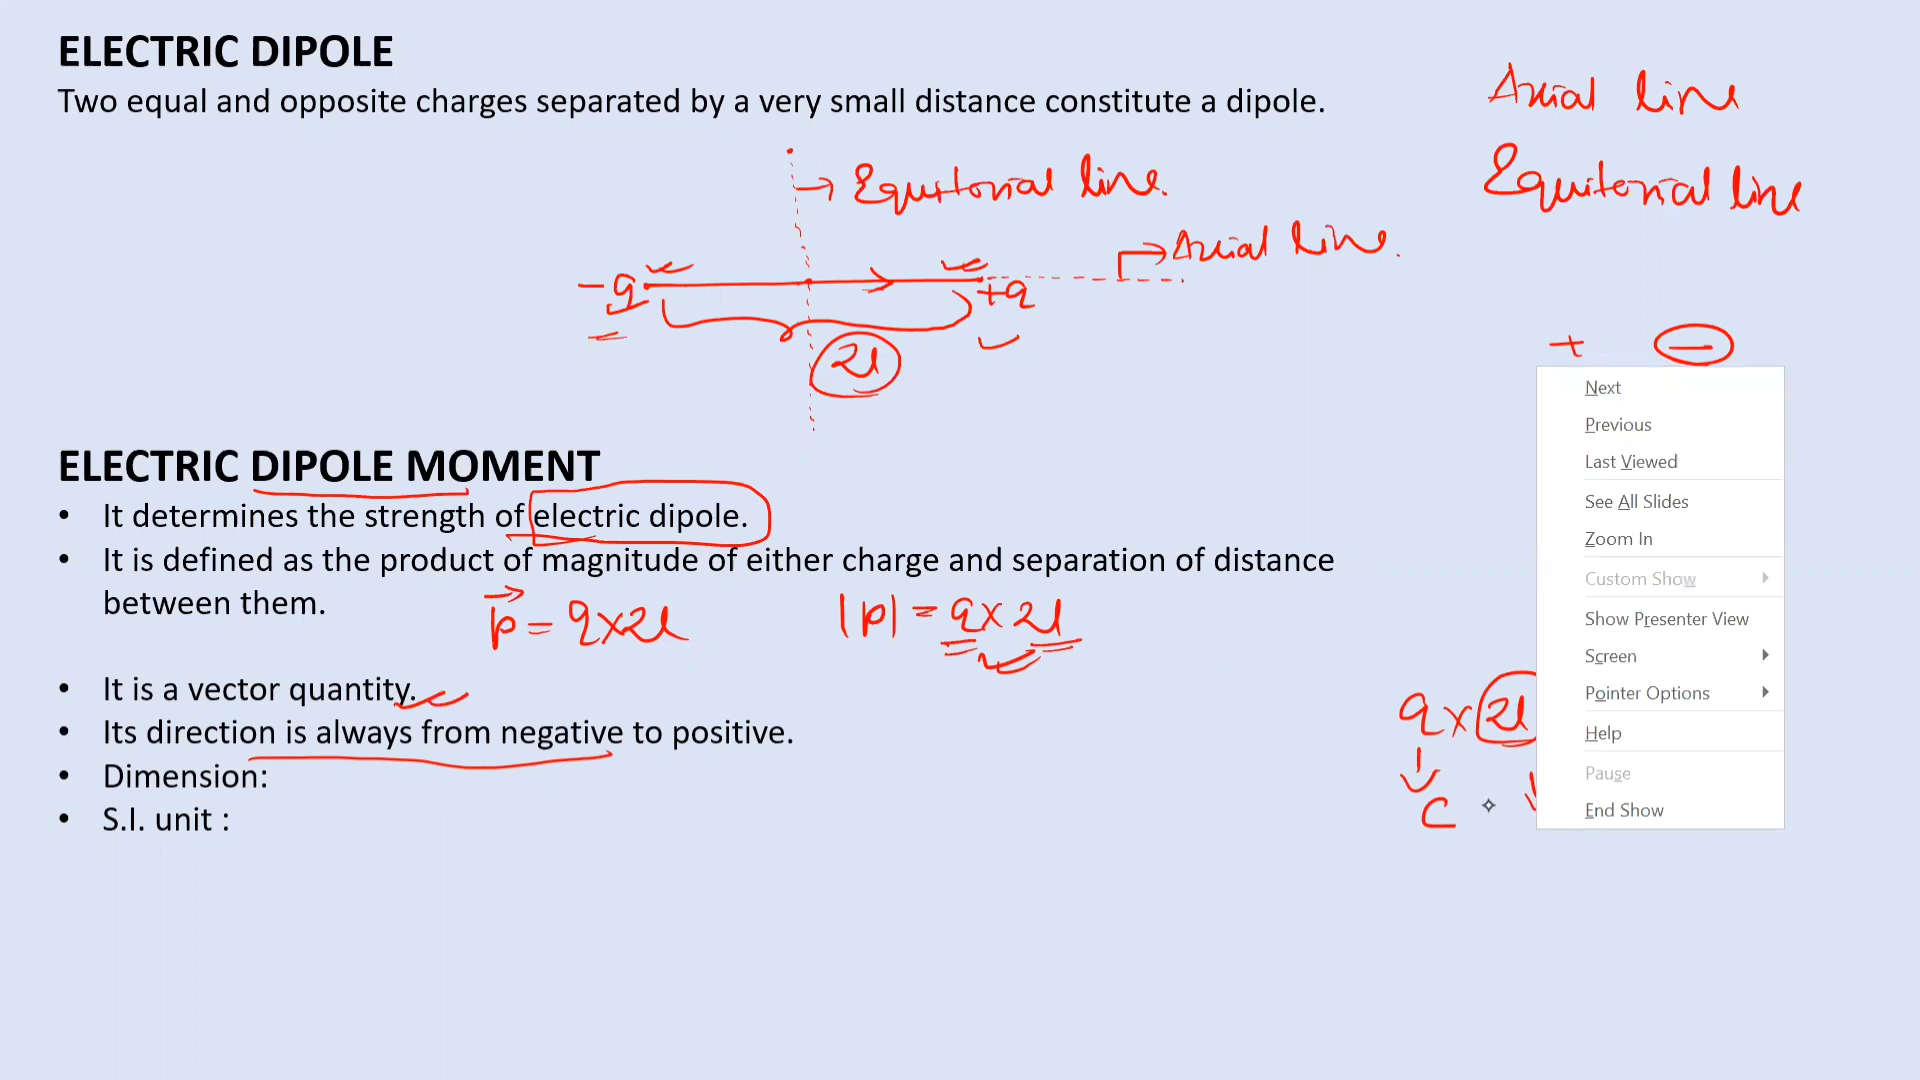 ELECTRIC DIPOLE
Two equal and opposite charges separated by a very small distance constitute a dipole.
Axial line
Equitorial line
Equitorial line.
Axial line.
-q
+q
2l
+ -
ELECTRIC DIPOLE MOMENT
• It determines the strength of electric dipole.
• It is defined as the product of magnitude of either charge and separation of distance
between them.
p = q×2l
|p| = q×2l
• It is a vector quantity.
• Its direction is always from negative to positive.
• Dimension:
• S.I. unit :
q×2l
C
Next
Previous
Last Viewed
See All Slides
Zoom In
Custom Show
Show Presenter View
Screen
Pointer Options
Help
Pause
End Show